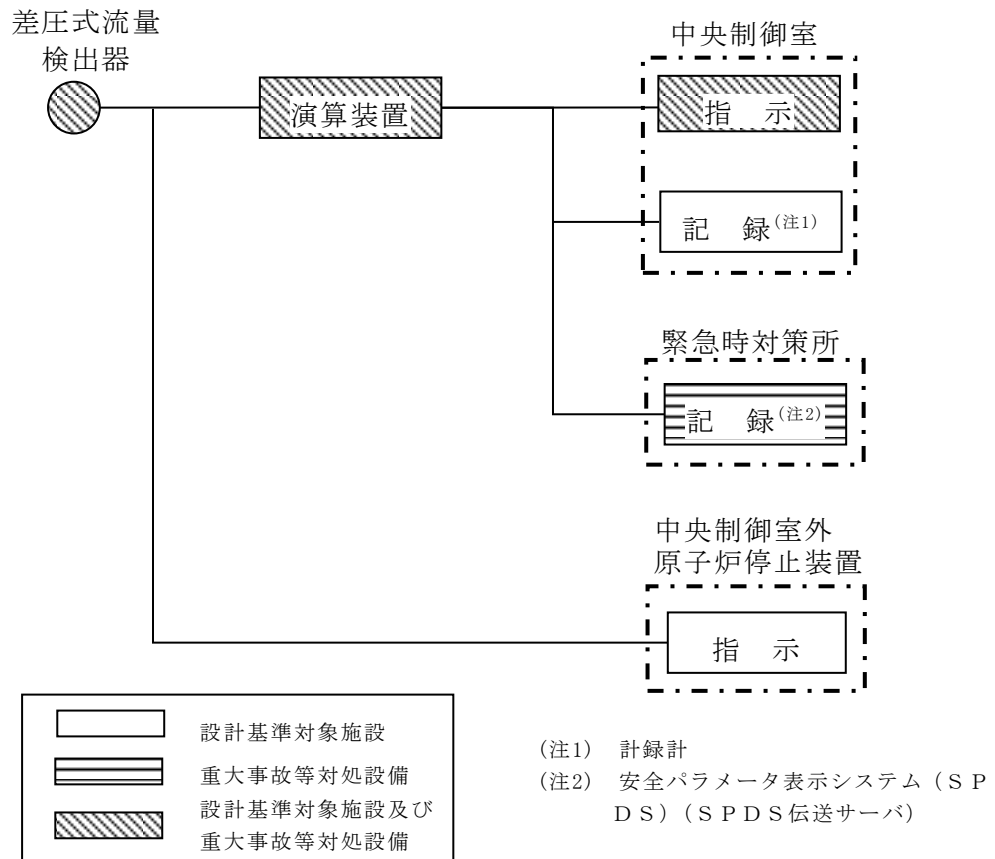 差圧式流量
検出器
演算装置
中央制御室
指　示
記　録(注1)
緊急時対策所
記　録(注2)
中央制御室外
原子炉停止装置
指　示
設計基準対象施設
重大事故等対処設備
設計基準対象施設及び
重大事故等対処設備
(注1)　計録計
(注2)　安全パラメータ表示システム（ＳＰ
ＤＳ）（ＳＰＤＳ伝送サーバ）